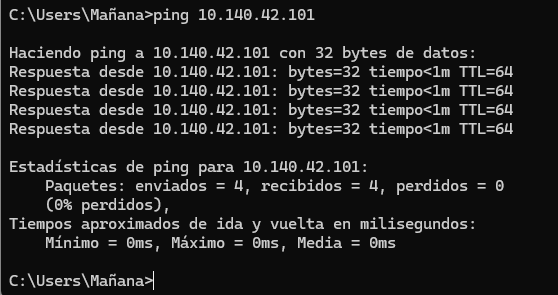 C:\Users\Mañana>ping 10.140.42.101
Haciendo ping a 10.140.42.101 con 32 bytes de datos:
Respuesta desde 10.140.42.101: bytes=32 tiempo<1m TTL=64
Respuesta desde 10.140.42.101: bytes=32 tiempo<1m TTL=64
Respuesta desde 10.140.42.101: bytes=32 tiempo<1m TTL=64
Respuesta desde 10.140.42.101: bytes=32 tiempo<1m TTL=64
Estadísticas de ping para 10.140.42.101:
Paquetes: enviados = 4, recibidos = 4, perdidos = 0
(0% perdidos),
Tiempos aproximados de ida y vuelta en milisegundos:
Mínimo = 0ms, Máximo = 0ms, Media = 0ms
C:\Users\Mañana>